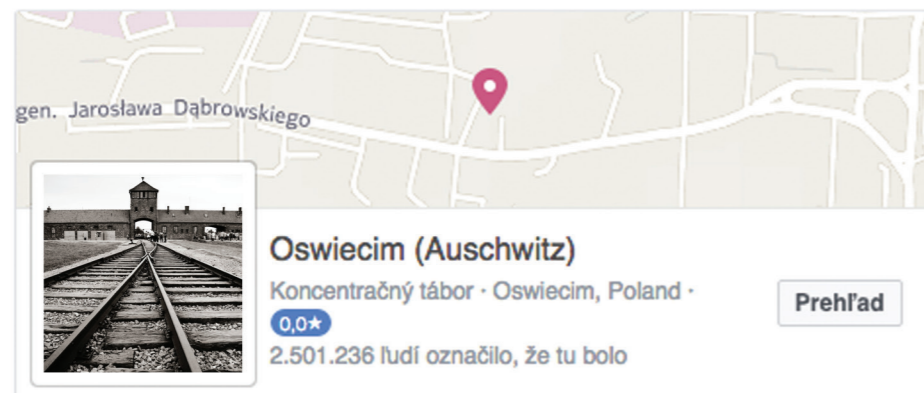 gen. Jarosława Dąbrowskiego
Oswiecim (Auschwitz)
Koncentračný tábor · Oswiecim, Poland ·
0,0★
2.501.236 ľudí označilo, že tu bolo
Prehľad